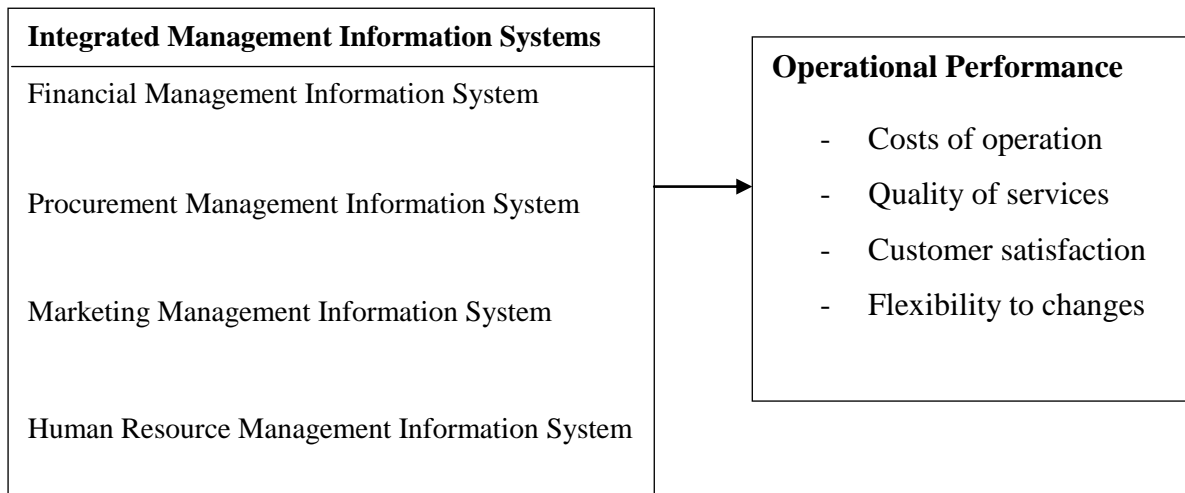 Integrated Management Information Systems
Financial Management Information System
Procurement Management Information System
Marketing Management Information System
Human Resource Management Information System
Operational Performance
- Costs of operation
- Quality of services
- Customer satisfaction
- Flexibility to changes